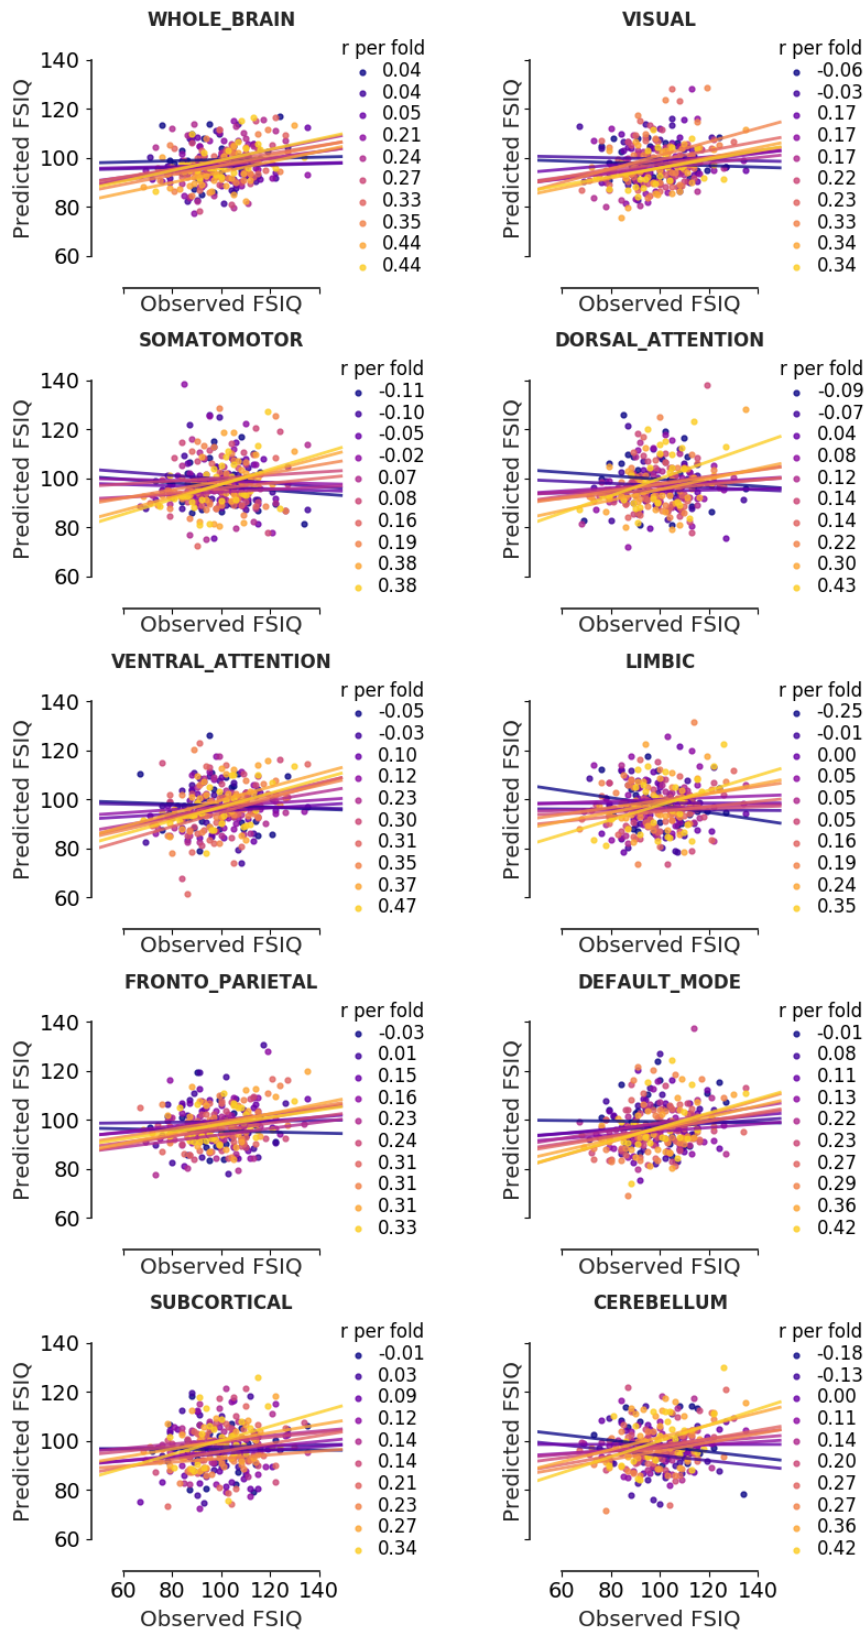 WHOLE_BRAIN
140
120
100
80
60
Predicted FSIQ
Observed FSIQ
r per fold
0.04
0.04
0.05
0.21
0.24
0.27
0.33
0.35
0.44
0.44
VISUAL
Predicted FSIQ
Observed FSIQ
r per fold
-0.06
-0.03
0.17
0.17
0.17
0.22
0.23
0.33
0.34
0.34
SOMATOMOTOR
140
120
100
80
60
Predicted FSIQ
Observed FSIQ
r per fold
-0.11
-0.10
-0.05
-0.02
0.07
0.08
0.16
0.19
0.38
0.38
DORSAL_ATTENTION
Predicted FSIQ
Observed FSIQ
r per fold
-0.09
-0.07
0.04
0.08
0.12
0.14
0.14
0.22
0.30
0.43
VENTRAL_ATTENTION
140
120
100
80
60
Predicted FSIQ
Observed FSIQ
r per fold
-0.05
-0.03
0.10
0.12
0.23
0.30
0.31
0.35
0.37
0.47
LIMBIC
Predicted FSIQ
Observed FSIQ
r per fold
-0.25
-0.01
0.00
0.05
0.05
0.05
0.16
0.19
0.24
0.35
FRONTO_PARIETAL
140
120
100
80
60
Predicted FSIQ
Observed FSIQ
r per fold
-0.03
0.01
0.15
0.16
0.23
0.24
0.31
0.31
0.31
0.33
DEFAULT_MODE
Predicted FSIQ
Observed FSIQ
r per fold
-0.01
0.08
0.11
0.13
0.22
0.23
0.27
0.29
0.36
0.42
SUBCORTICAL
140
120
100
80
60
Predicted FSIQ
60 80 100 120 140
Observed FSIQ
r per fold
-0.01
0.03
0.09
0.12
0.14
0.14
0.21
0.23
0.27
0.34
CEREBELLUM
Predicted FSIQ
60 80 100 120 140
Observed FSIQ
r per fold
-0.18
-0.13
0.00
0.11
0.14
0.20
0.27
0.27
0.36
0.42